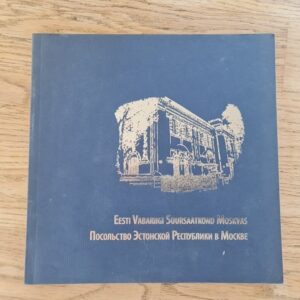 EESTI VABARIIGI SUURSAATKOND MOSKVAS
ПОСОЛЬСТВО ЭСТОНСКОЙ РЕСПУБЛИКИ В МОСКВЕ